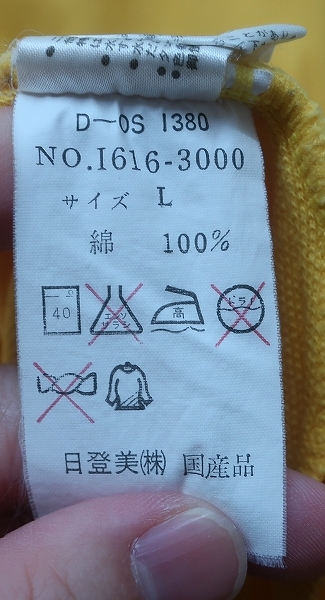 D-0S 1380
NO.1616-3000
サイズ L
綿 100%
40 エンソサラシ 高 ドライ
日登美(株) 国産品